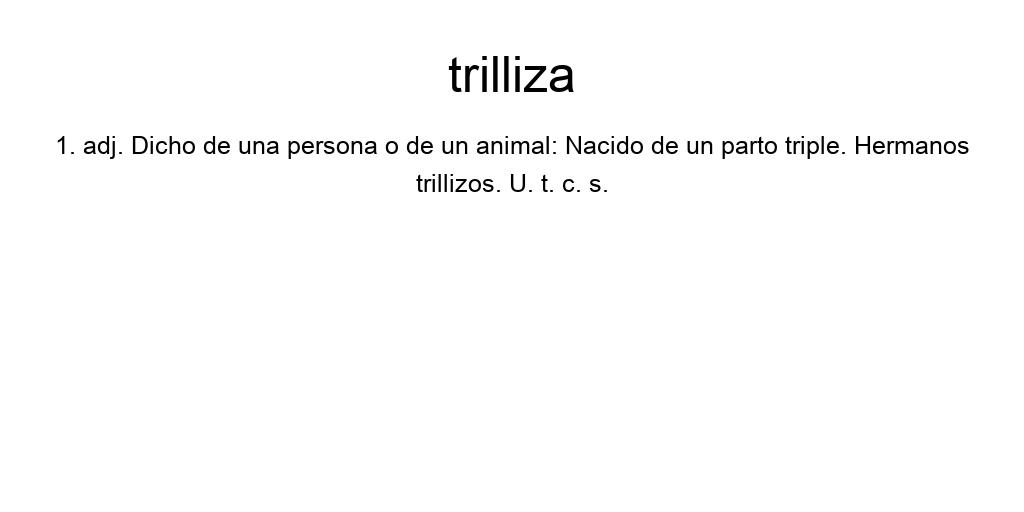 trilliza
1. adj. Dicho de una persona o de un animal: Nacido de un parto triple. Hermanos
trillizos. U. t. c. s.